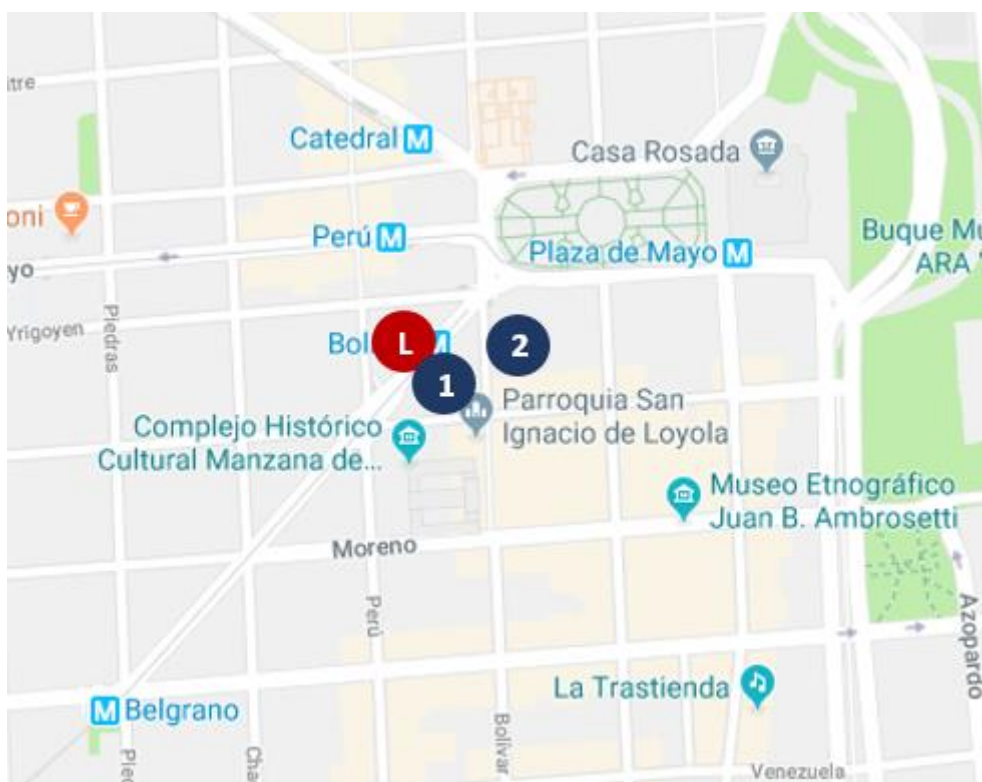 itre
Catedral M
Casa Rosada
oni
Perú M
Plaza de Mayo M
Buque Mu
ARA
yo
Yrigoyen
Piedras
Bol
L
M
2
1
Parroquia San
Ignacio de Loyola
Complejo Histórico
Cultural Manzana de...
Museo Etnográfico
Juan B. Ambrosetti
Moreno
Perú
Azopardo
La Trastienda
M Belgrano
Bolívar
Pie
Cha
Venezuela